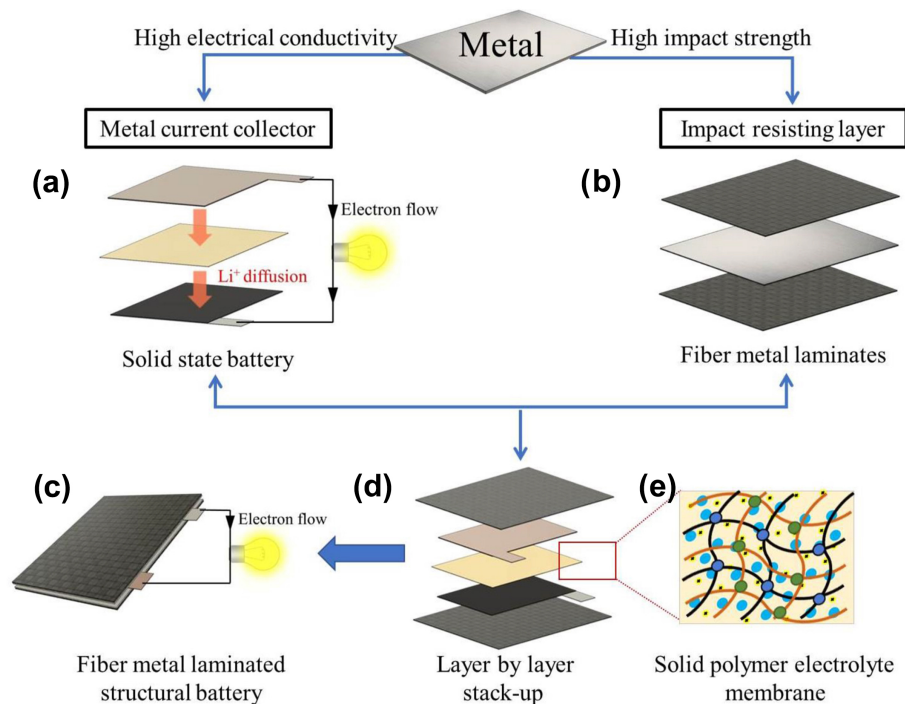 Metal
High electrical conductivity
High impact strength
Metal current collector
Impact resisting layer
(a)
Electron flow
Li⁺ diffusion
Solid state battery
(b)
Fiber metal laminates
(c)
Electron flow
Fiber metal laminated
structural battery
(d)
Layer by layer
stack-up
(e)
Solid polymer electrolyte
membrane